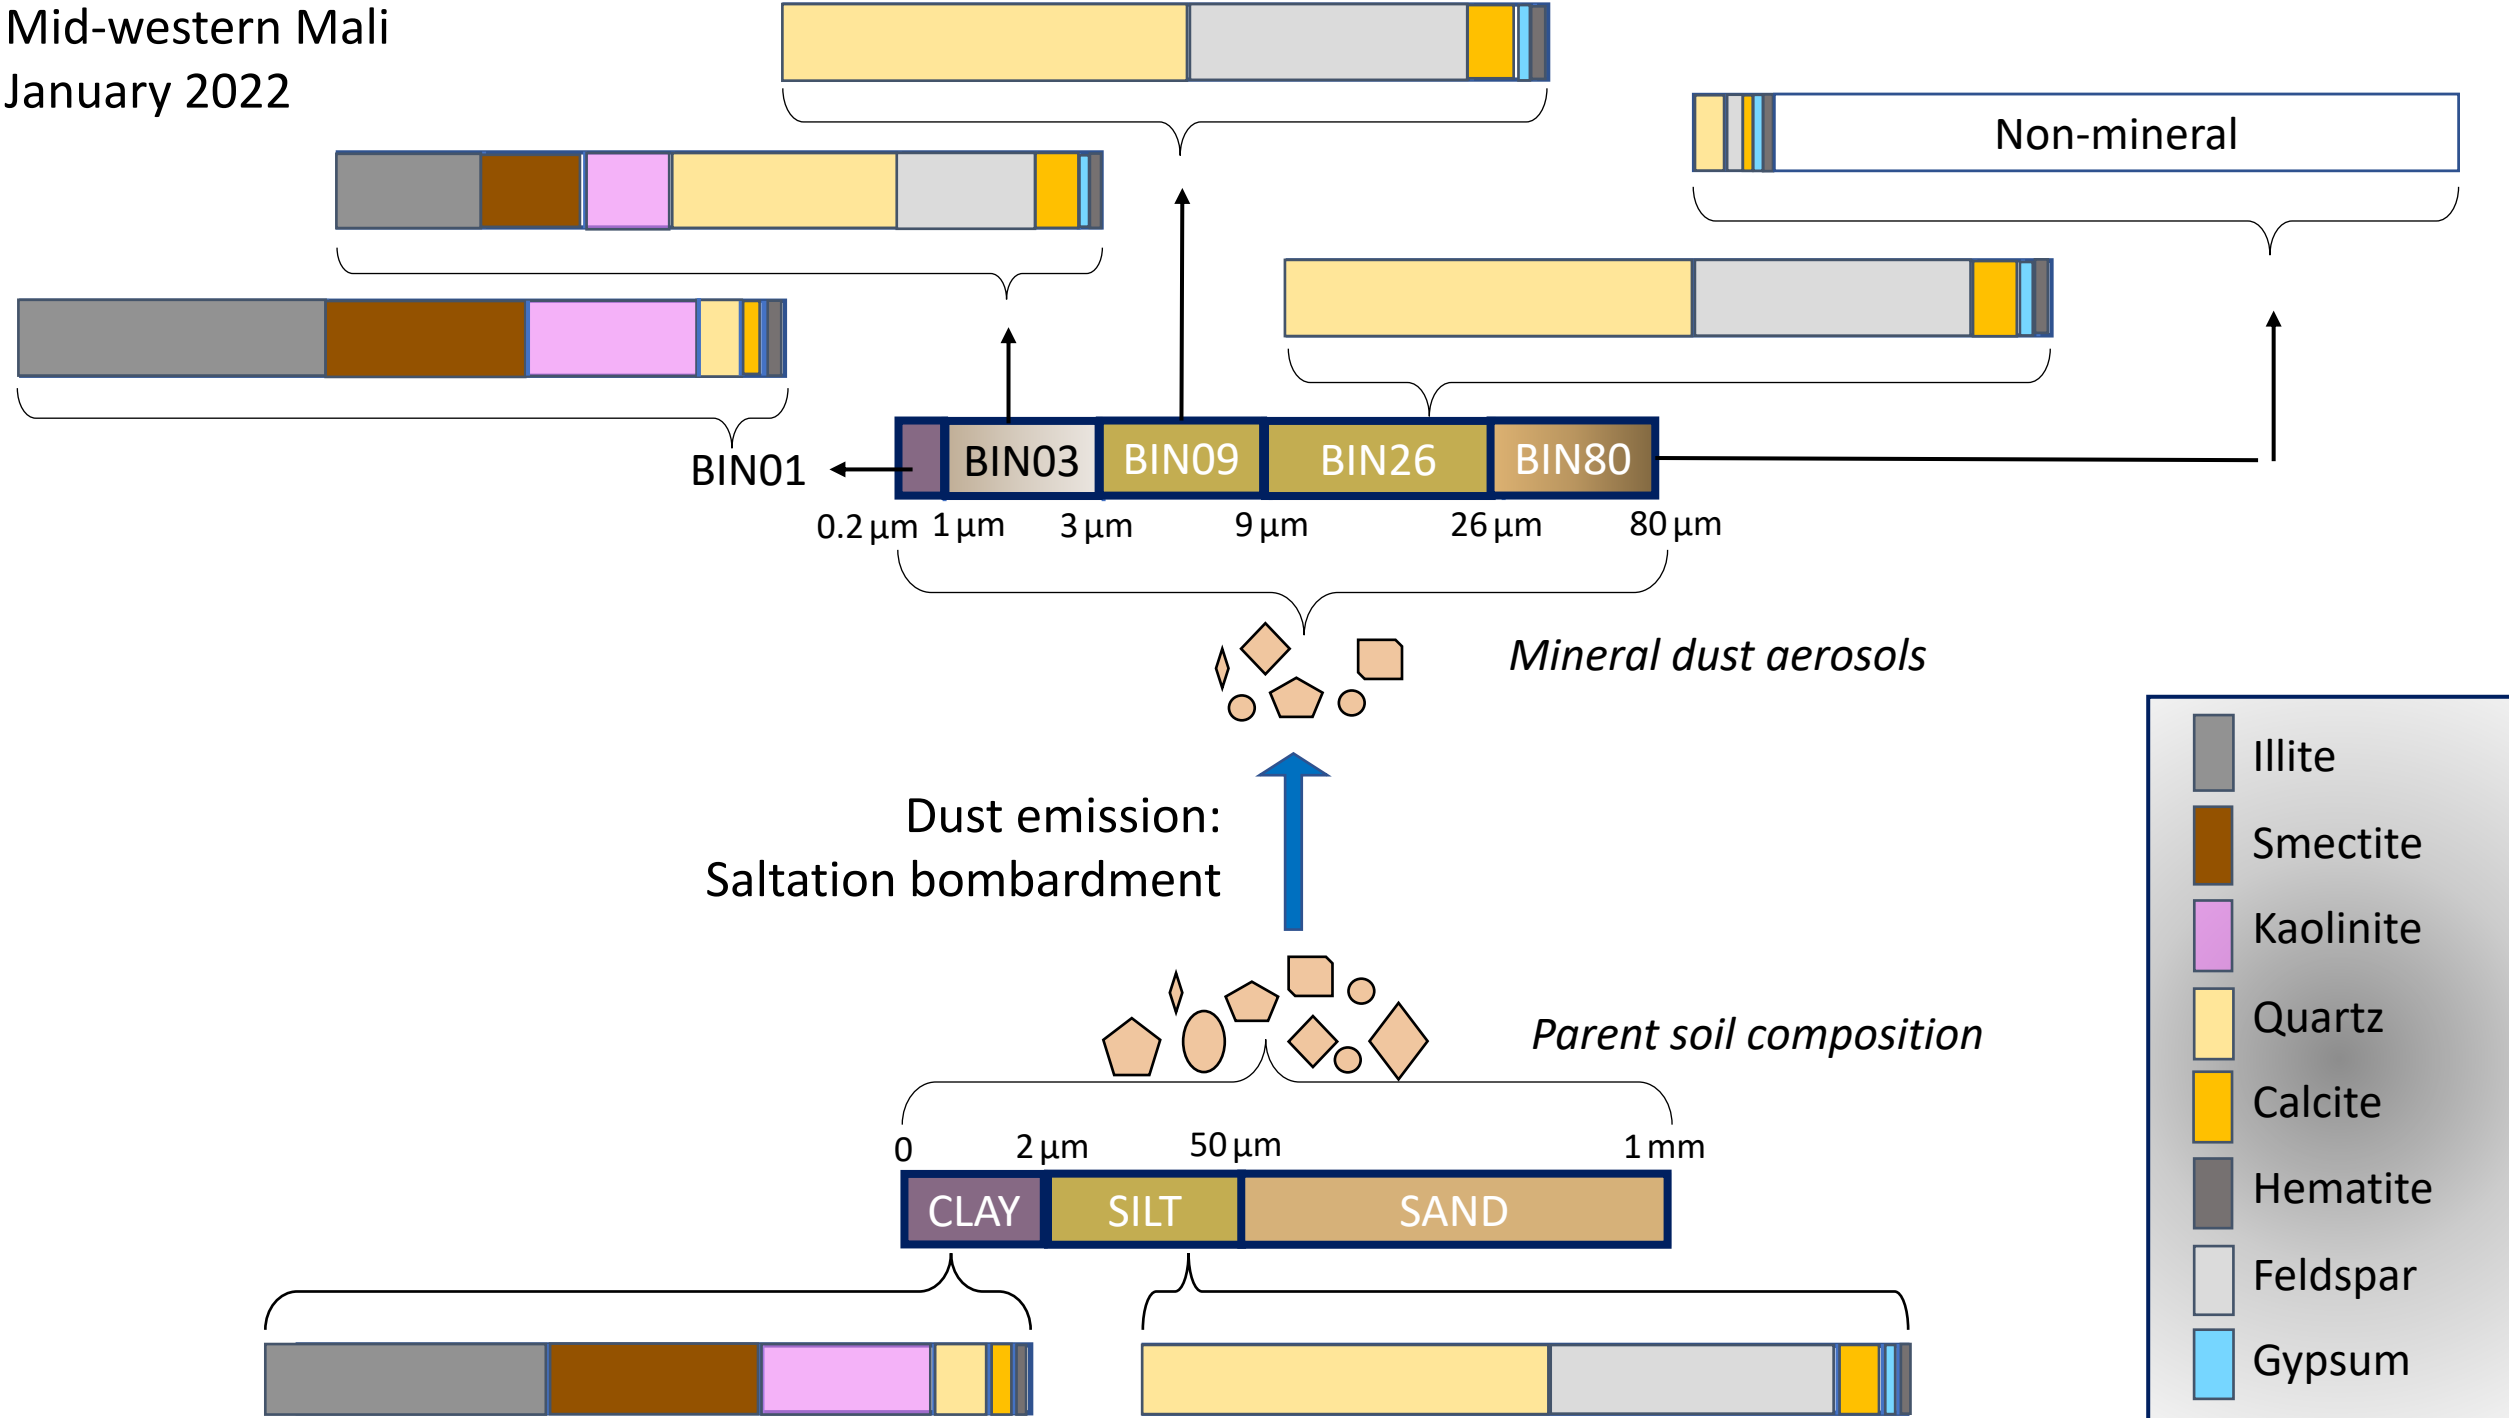 Mid-western Mali
January 2022
Non-mineral
BIN01
BIN03
BIN09
BIN26
BIN80
0.2 µm
1 µm
3 µm
9 µm
26 µm
80 µm
Mineral dust aerosols
Dust emission:
Saltation bombardment
Parent soil composition
0
2 µm
50 µm
1 mm
CLAY
SILT
SAND
Illite
Smectite
Kaolinite
Quartz
Calcite
Hematite
Feldspar
Gypsum